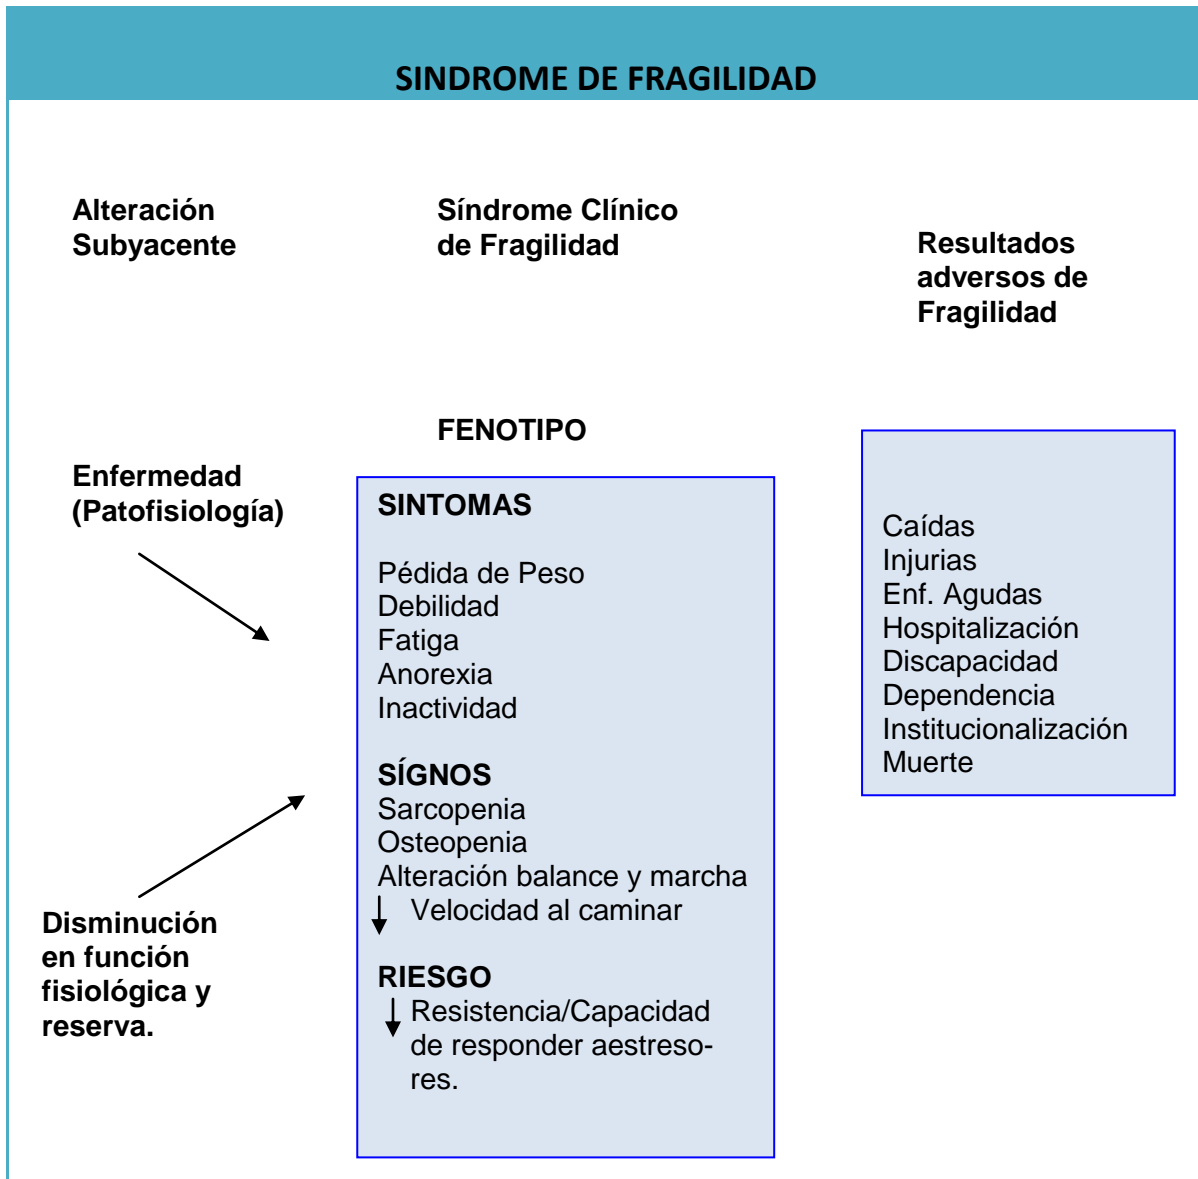 SINDROME DE FRAGILIDAD
Alteración
Subyacente
Síndrome Clínico
de Fragilidad
Resultados
adversos de
Fragilidad
Enfermedad
(Patofisiología)
Disminución
en función
fisiológica y
reserva.
FENOTIPO
SINTOMAS
Pédida de Peso
Debilidad
Fatiga
Anorexia
Inactividad
SÍGNOS
Sarcopenia
Osteopenia
Alteración balance y marcha
↓ Velocidad al caminar
RIESGO
↓ Resistencia/Capacidad
de responder aestreso-
res.
Caídas
Injurias
Enf. Agudas
Hospitalización
Discapacidad
Dependencia
Institucionalización
Muerte